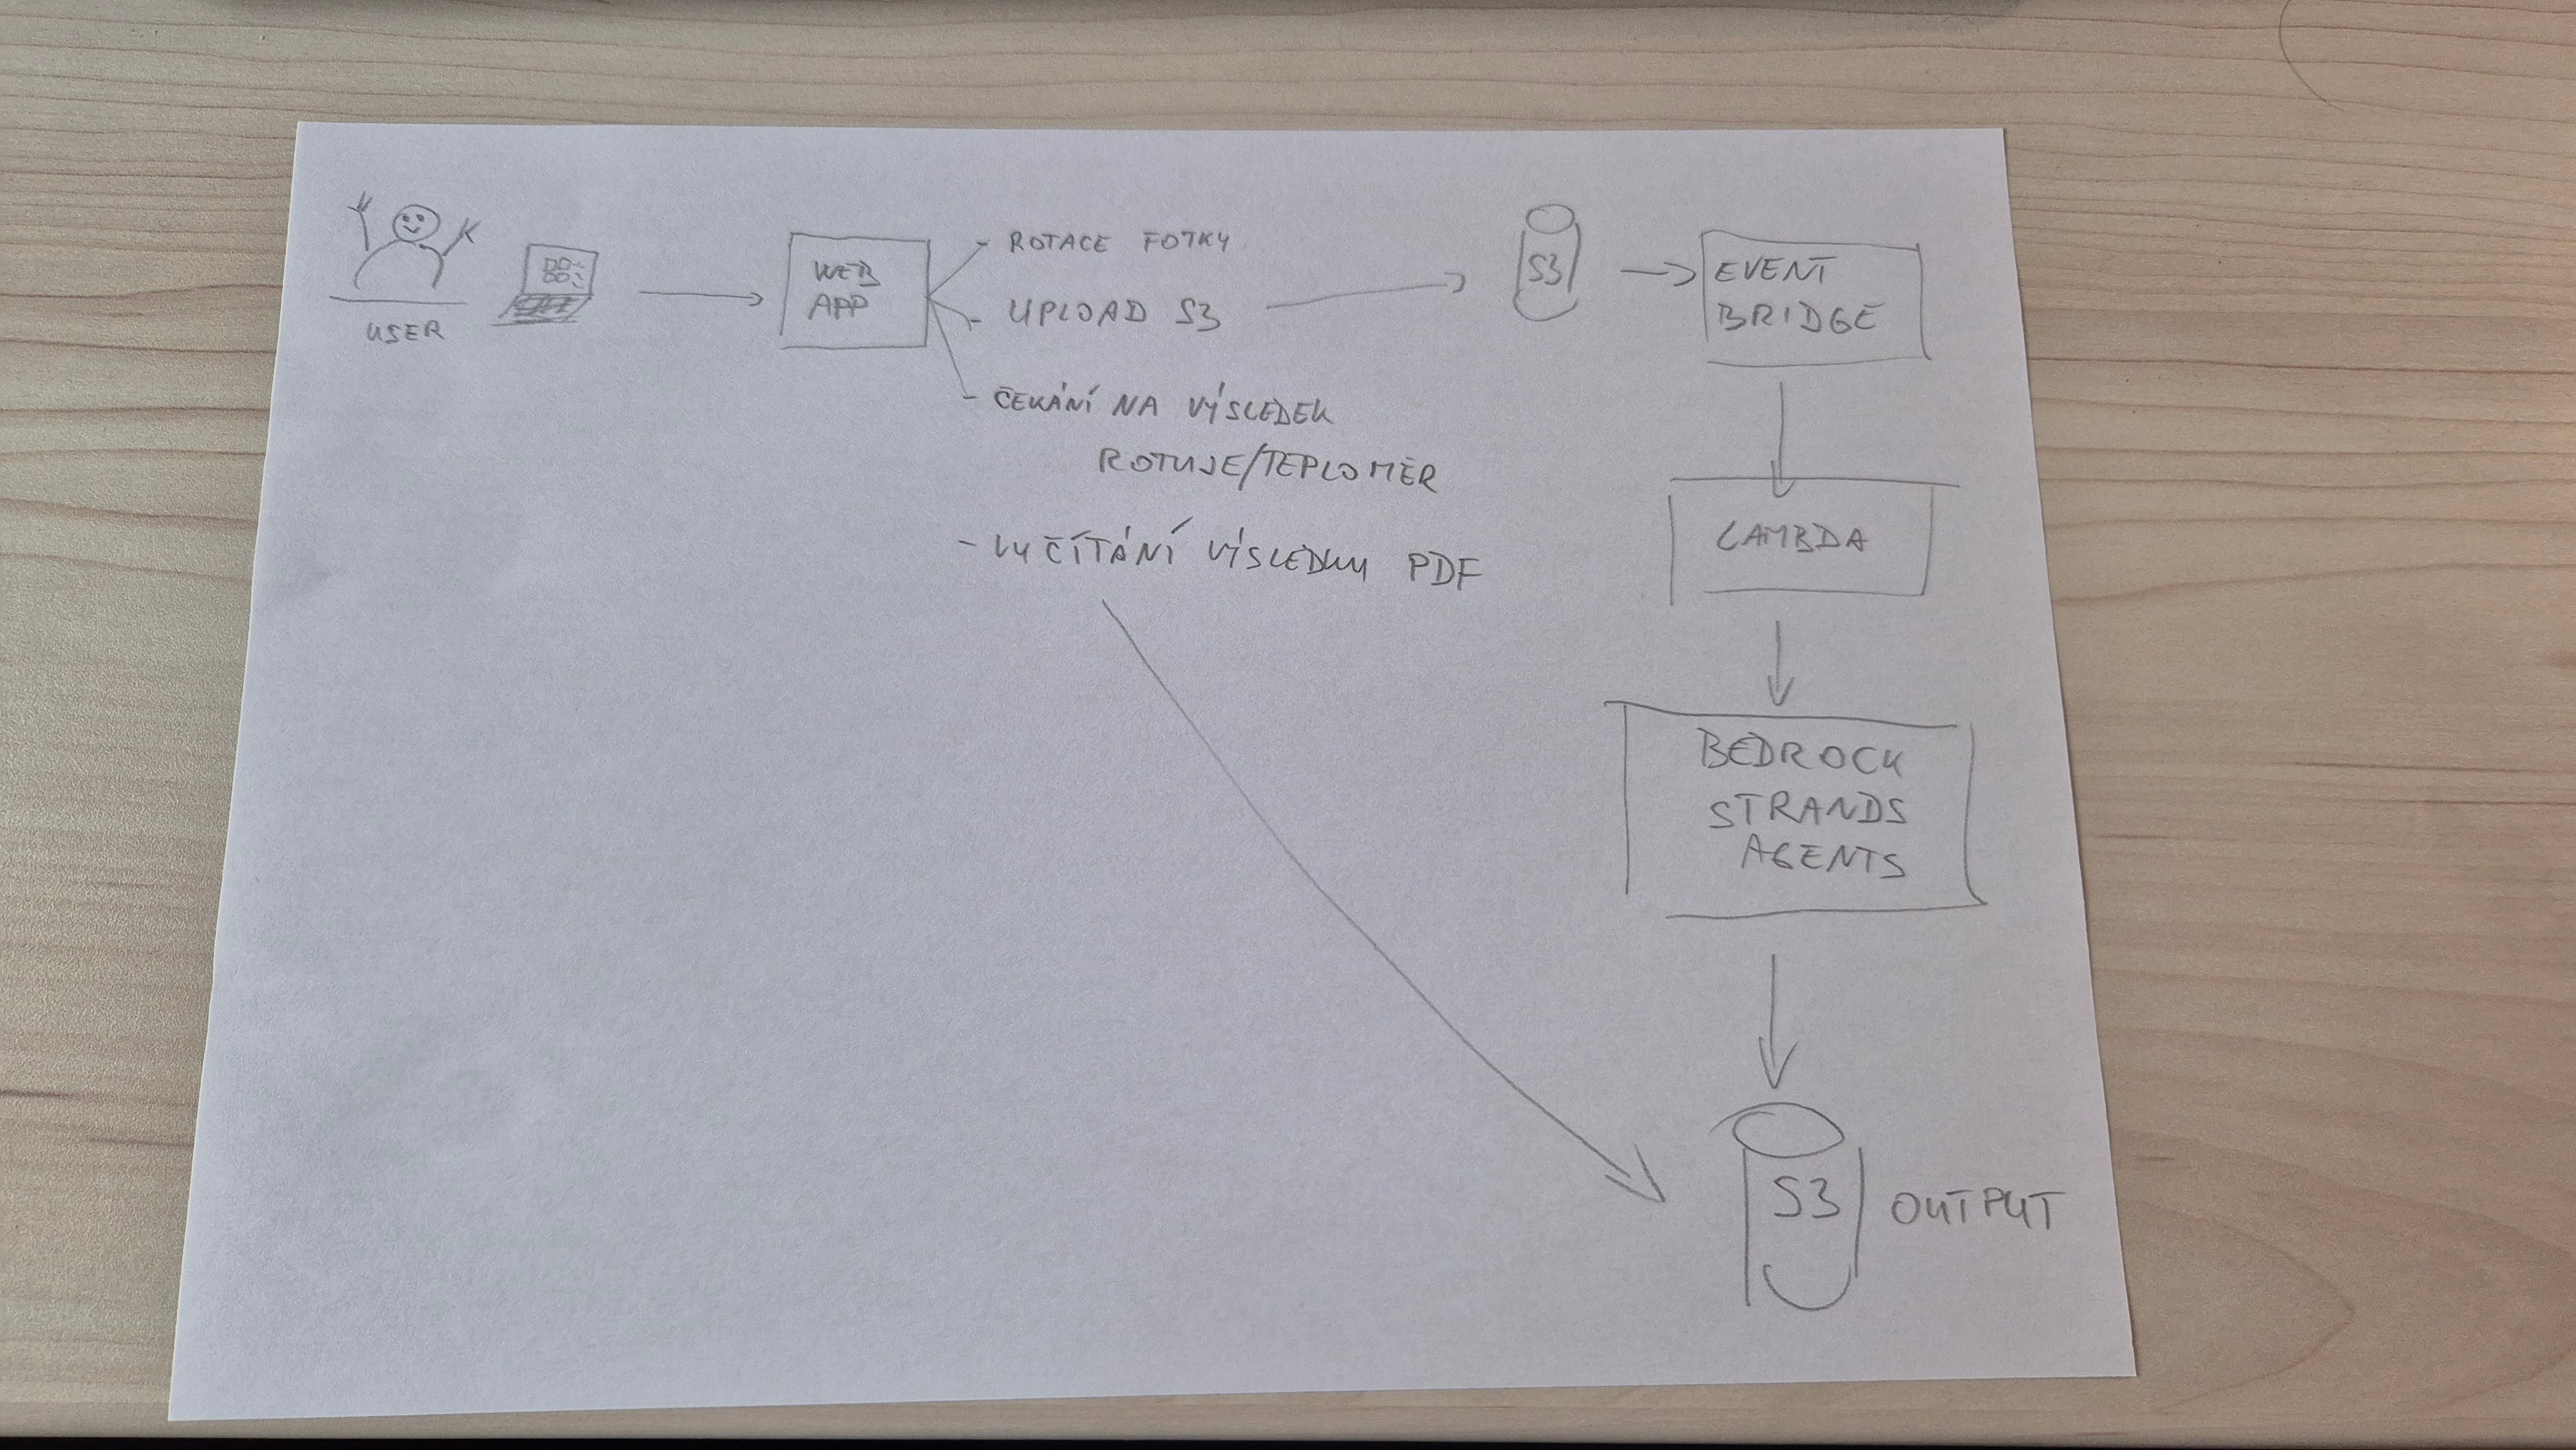 USER
WEB
APP
- ROTACE FOTKY
- UPLOAD S3
- ČEKÁNÍ NA VÝSLEDEK
ROTUJE/TEPLOMĚR
- VYČÍTÁNÍ VÝSLEDKU PDF
S3
EVENT
BRIDGE
LAMBDA
BEDROCK
STRANDS
AGENTS
S3 OUTPUT